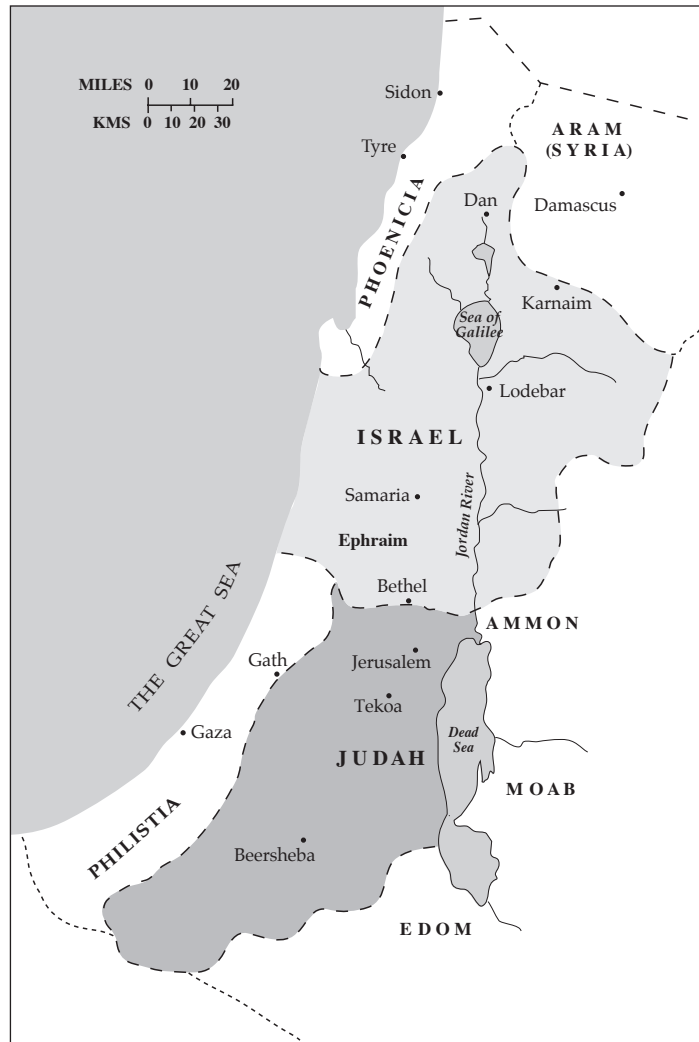 MILES 0 10 20
KMS 0 10 20 30
Sidon
ARAM
(SYRIA)
Tyre
PHOENICIA
Dan
Damascus
Karnaim
Sea of
Galilee
Lodebar
ISRAEL
Samaria
Jordan River
Ephraim
Bethel
THE GREAT SEA
AMMON
Jerusalem
Gath
Tekoa
Gaza
Dead
Sea
JUDAH
MOAB
PHILISTIA
Beersheba
EDOM